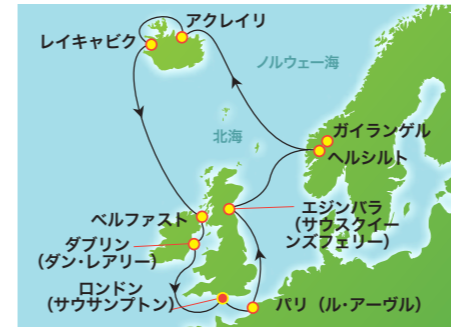 アクレイリ
レイキャビク
ノルウェー海
ガイランゲル
北海
ヘルシルト
ベルファスト
エジンバラ
(サウスクイー
ンズフェリー)
ダブリン
(ダン・レアリー)
ロンドン
(サウサンプトン)
パリ(ル・アーヴル)